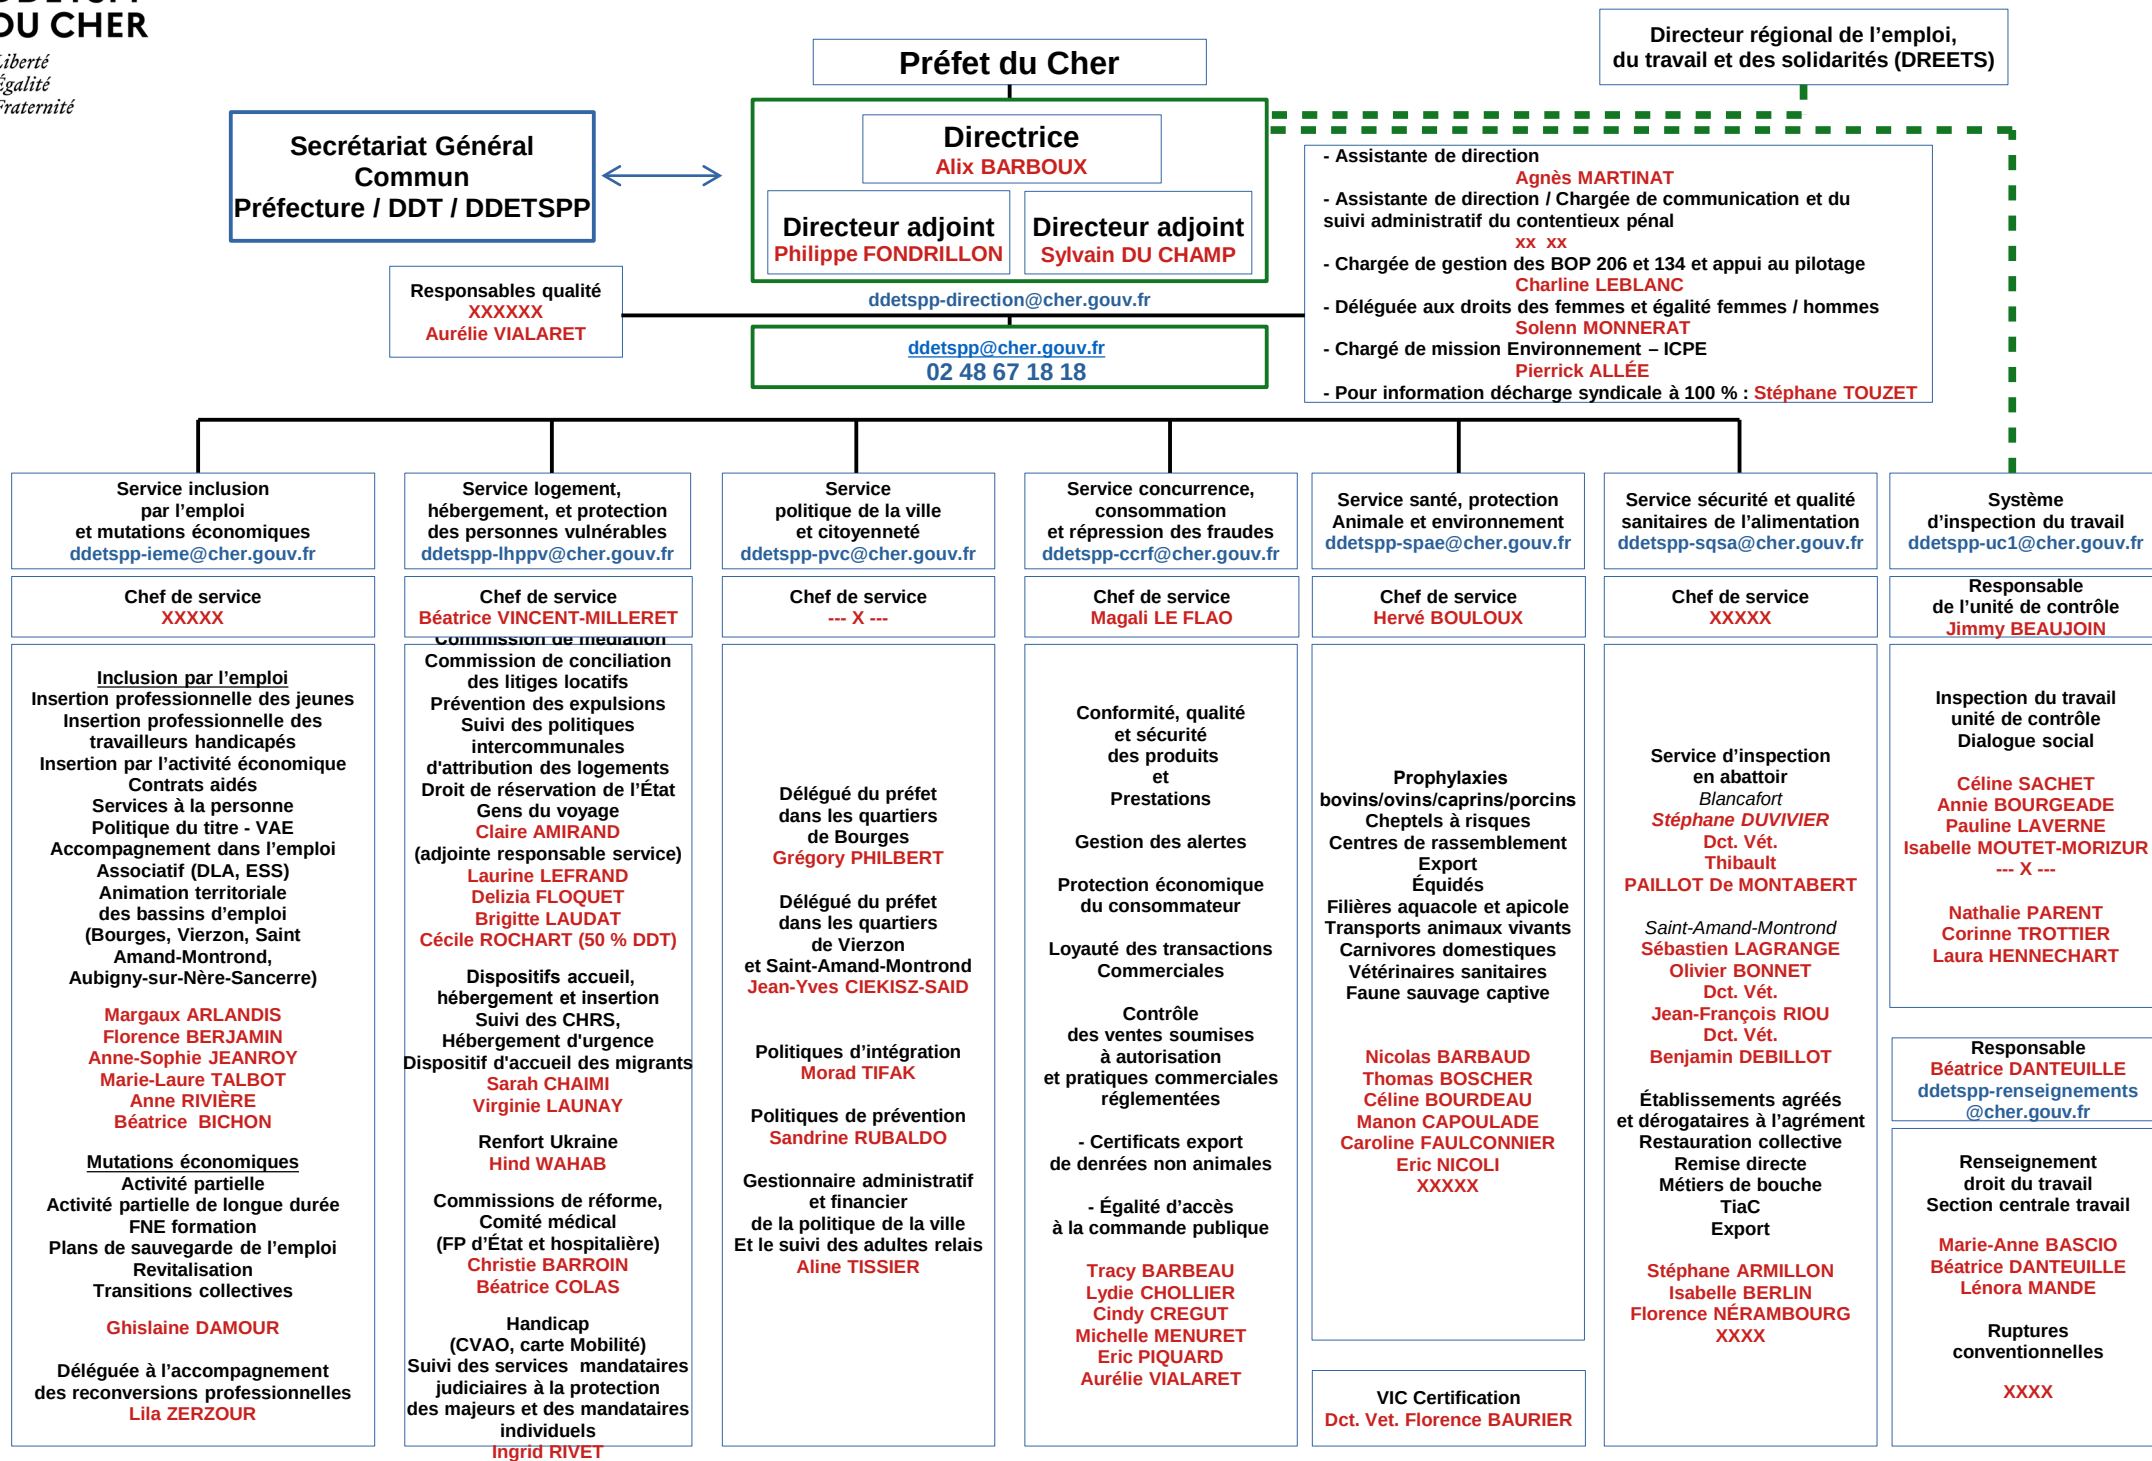 DU CHER
Liberté
Égalité
Fraternité
Préfet du Cher
Directeur régional de l'emploi,
du travail et des solidarités (DREETS)
Secrétariat Général
Commun
Préfecture / DDT / DDETSPP
Directrice
Alix BARBOUX
Directeur adjoint
Philippe FONDRILLON
Directeur adjoint
Sylvain DU CHAMP
ddetspp-direction@cher.gouv.fr
Responsables qualité
XXXXXX
Aurélie VIALARET
ddetspp@cher.gouv.fr
02 48 67 18 18
- Assistante de direction
Agnès MARTINAT
- Assistante de direction / Chargée de communication et du
suivi administratif du contentieux pénal
xx xx
- Chargée de gestion des BOP 206 et 134 et appui au pilotage
Charline LEBLANC
- Déléguée aux droits des femmes et égalité femmes / hommes
Solenn MONNERAT
- Chargé de mission Environnement – ICPE
Pierrick ALLÉE
- Pour information décharge syndicale à 100 % : Stéphane TOUZET
Service inclusion
par l'emploi
et mutations économiques
ddetspp-ieme@cher.gouv.fr
Chef de service
XXXXX
Inclusion par l'emploi
Insertion professionnelle des jeunes
Insertion professionnelle des
travailleurs handicapés
Insertion par l'activité économique
Contrats aidés
Services à la personne
Politique du titre - VAE
Accompagnement dans l'emploi
Associatif (DLA, ESS)
Animation territoriale
des bassins d'emploi
(Bourges, Vierzon, Saint
Amand-Montrond,
Aubigny-sur-Nère-Sancerre)
Margaux ARLANDIS
Florence BERJAMIN
Anne-Sophie JEANROY
Marie-Laure TALBOT
Anne RIVIÈRE
Béatrice BICHON
Mutations économiques
Activité partielle
Activité partielle de longue durée
FNE formation
Plans de sauvegarde de l'emploi
Revitalisation
Transitions collectives
Ghislaine DAMOUR
Déléguée à l'accompagnement
des reconversions professionnelles
Lila ZERZOUR
Service logement,
hébergement, et protection
des personnes vulnérables
ddetspp-lhppv@cher.gouv.fr
Chef de service
Béatrice VINCENT-MILLERET
Commission de médiation
Commission de conciliation
des litiges locatifs
Prévention des expulsions
Suivi des politiques
intercommunales
d'attribution des logements
Droit de réservation de l'État
Gens du voyage
Claire AMIRAND
(adjointe responsable service)
Laurine LEFRAND
Delizia FLOQUET
Brigitte LAUDAT
Cécile ROCHART (50 % DDT)
Dispositifs accueil,
hébergement et insertion
Suivi des CHRS,
Hébergement d'urgence
Dispositif d'accueil des migrants
Sarah CHAIMI
Virginie LAUNAY
Renfort Ukraine
Hind WAHAB
Commissions de réforme,
Comité médical
(FP d'État et hospitalière)
Christie BARROIN
Béatrice COLAS
Handicap
(CVAO, carte Mobilité)
Suivi des services mandataires
judiciaires à la protection
des majeurs et des mandataires
individuels
Ingrid RIVET
Service
politique de la ville
et citoyenneté
ddetspp-pvc@cher.gouv.fr
Chef de service
--- X ---
Délégué du préfet
dans les quartiers
de Bourges
Grégory PHILBERT
Délégué du préfet
dans les quartiers
de Vierzon
et Saint-Amand-Montrond
Jean-Yves CIEKISZ-SAID
Politiques d'intégration
Morad TIFAK
Politiques de prévention
Sandrine RUBALDO
Gestionnaire administratif
et financier
de la politique de la ville
Et le suivi des adultes relais
Aline TISSIER
Service concurrence,
consommation
et répression des fraudes
ddetspp-ccrf@cher.gouv.fr
Chef de service
Magali LE FLAO
Conformité, qualité
et sécurité
des produits
et
Prestations
Gestion des alertes
Protection économique
du consommateur
Loyauté des transactions
Commerciales
Contrôle
des ventes soumises
à autorisation
et pratiques commerciales
réglementées
- Certificats export
de denrées non animales
- Égalité d'accès
à la commande publique
Tracy BARBEAU
Lydie CHOLLIER
Cindy CREGUT
Michelle MENURET
Eric PIQUARD
Aurélie VIALARET
Service santé, protection
Animale et environnement
ddetspp-spae@cher.gouv.fr
Chef de service
Hervé BOULOUX
Prophylaxies
bovins/ovins/caprins/porcins
Cheptels à risques
Centres de rassemblement
Export
Équidés
Filières aquacole et apicole
Transports animaux vivants
Carnivores domestiques
Vétérinaires sanitaires
Faune sauvage captive
Nicolas BARBAUD
Thomas BOSCHER
Céline BOURDEAU
Manon CAPOULADE
Caroline FAULCONNIER
Eric NICOLI
XXXXX
VIC Certification
Dct. Vet. Florence BAURIER
Service sécurité et qualité
sanitaires de l'alimentation
ddetspp-sqsa@cher.gouv.fr
Chef de service
XXXXX
Service d'inspection
en abattoir
Blancafort
Stéphane DUVIVIER
Dct. Vét.
Thibault
PAILLOT De MONTABERT
Saint-Amand-Montrond
Sébastien LAGRANGE
Olivier BONNET
Dct. Vét.
Jean-François RIOU
Dct. Vét.
Benjamin DEBILLOT
Établissements agréés
et dérogataires à l'agrément
Restauration collective
Remise directe
Métiers de bouche
TiaC
Export
Stéphane ARMILLON
Isabelle BERLIN
Florence NÉRAMBOURG
XXXX
Système
d'inspection du travail
ddetspp-uc1@cher.gouv.fr
Responsable
de l'unité de contrôle
Jimmy BEAUJOIN
Inspection du travail
unité de contrôle
Dialogue social
Céline SACHET
Annie BOURGEADE
Pauline LAVERNE
Isabelle MOUTET-MORIZUR
--- X ---
Nathalie PARENT
Corinne TROTTIER
Laura HENNECHART
Responsable
Béatrice DANTEUILLE
ddetspp-renseignements
@cher.gouv.fr
Renseignement
droit du travail
Section centrale travail
Marie-Anne BASCIO
Béatrice DANTEUILLE
Lénora MANDE
Ruptures
conventionnelles
XXXX